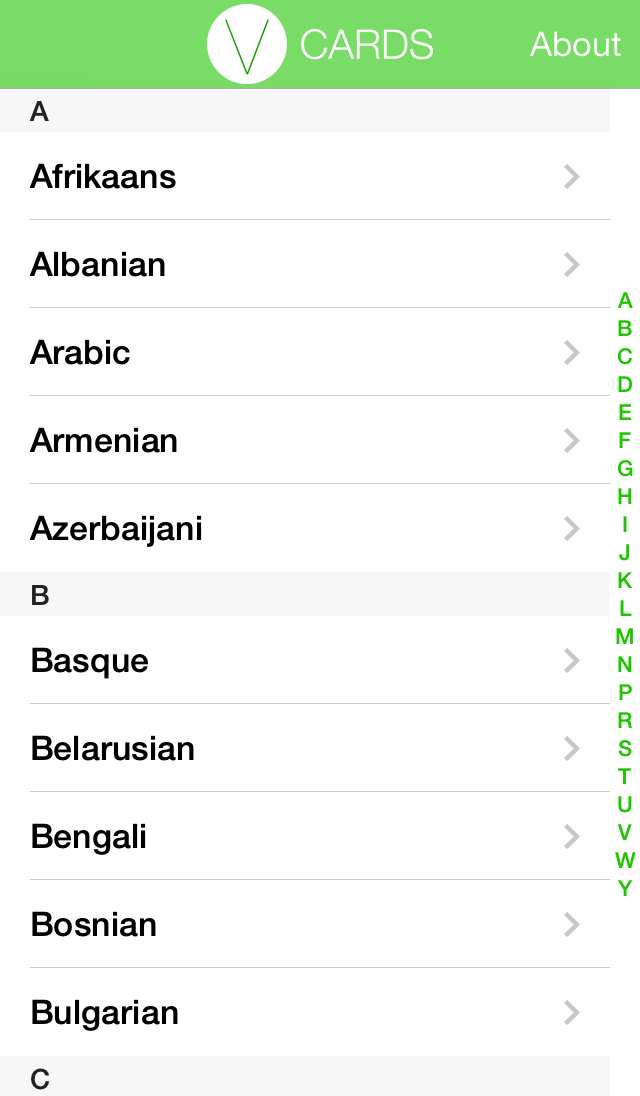 V CARDS About
A
Afrikaans
Albanian
Arabic
Armenian
Azerbaijani
B
Basque
Belarusian
Bengali
Bosnian
Bulgarian
C
A
B
C
D
E
F
G
H
I
J
K
L
M
N
P
R
S
T
U
V
W
Y